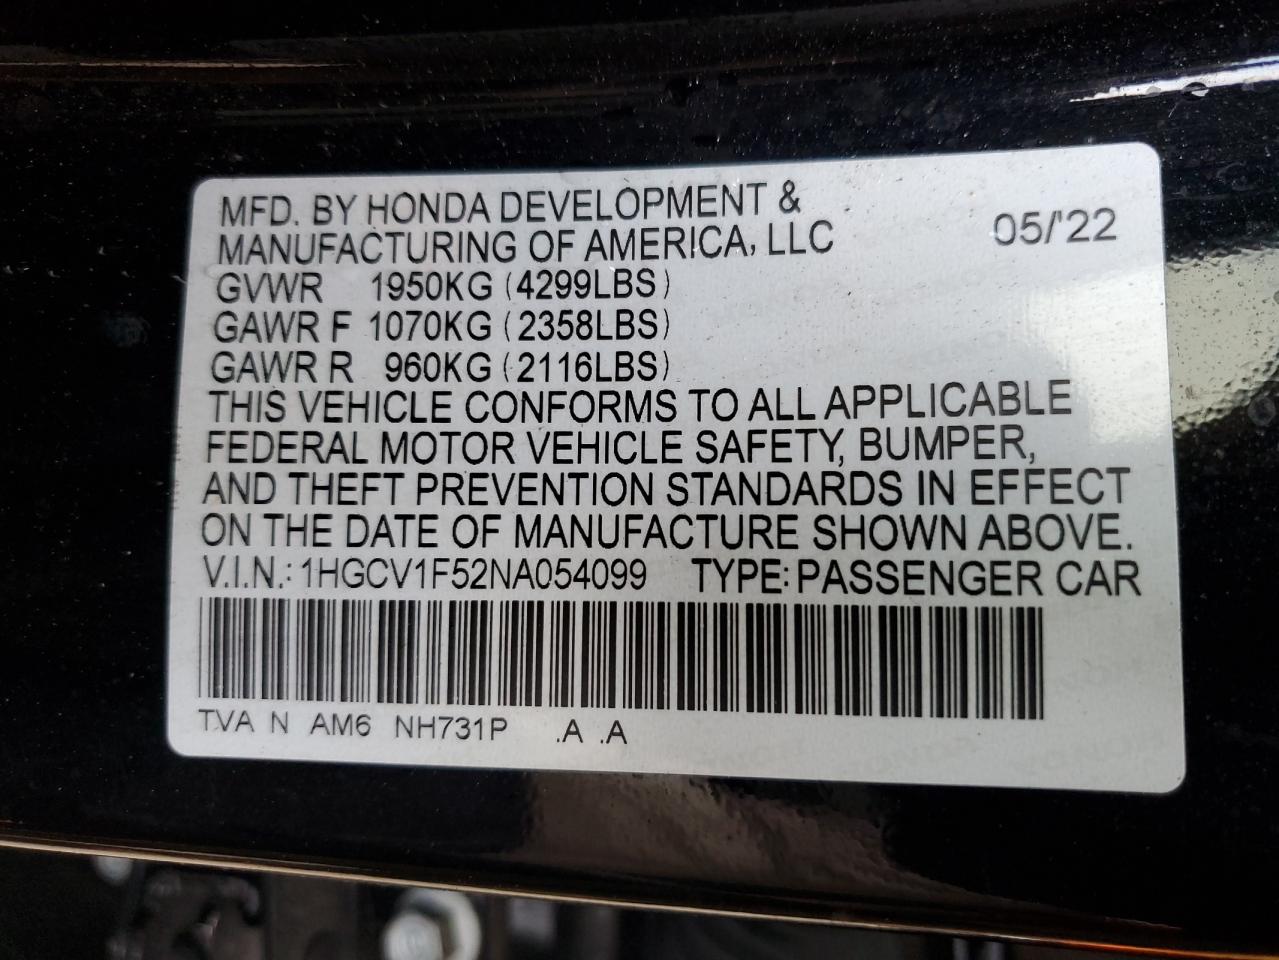 MFD. BY HONDA DEVELOPMENT &
MANUFACTURING OF AMERICA, LLC 05/'22
GVWR 1950KG (4299LBS)
GAWR F 1070KG (2358LBS)
GAWR R 960KG (2116LBS)
THIS VEHICLE CONFORMS TO ALL APPLICABLE
FEDERAL MOTOR VEHICLE SAFETY, BUMPER,
AND THEFT PREVENTION STANDARDS IN EFFECT
ON THE DATE OF MANUFACTURE SHOWN ABOVE.
V.I.N.: 1HGCV1F52NA054099 TYPE: PASSENGER CAR
TVA N AM6 NH731P .A .A